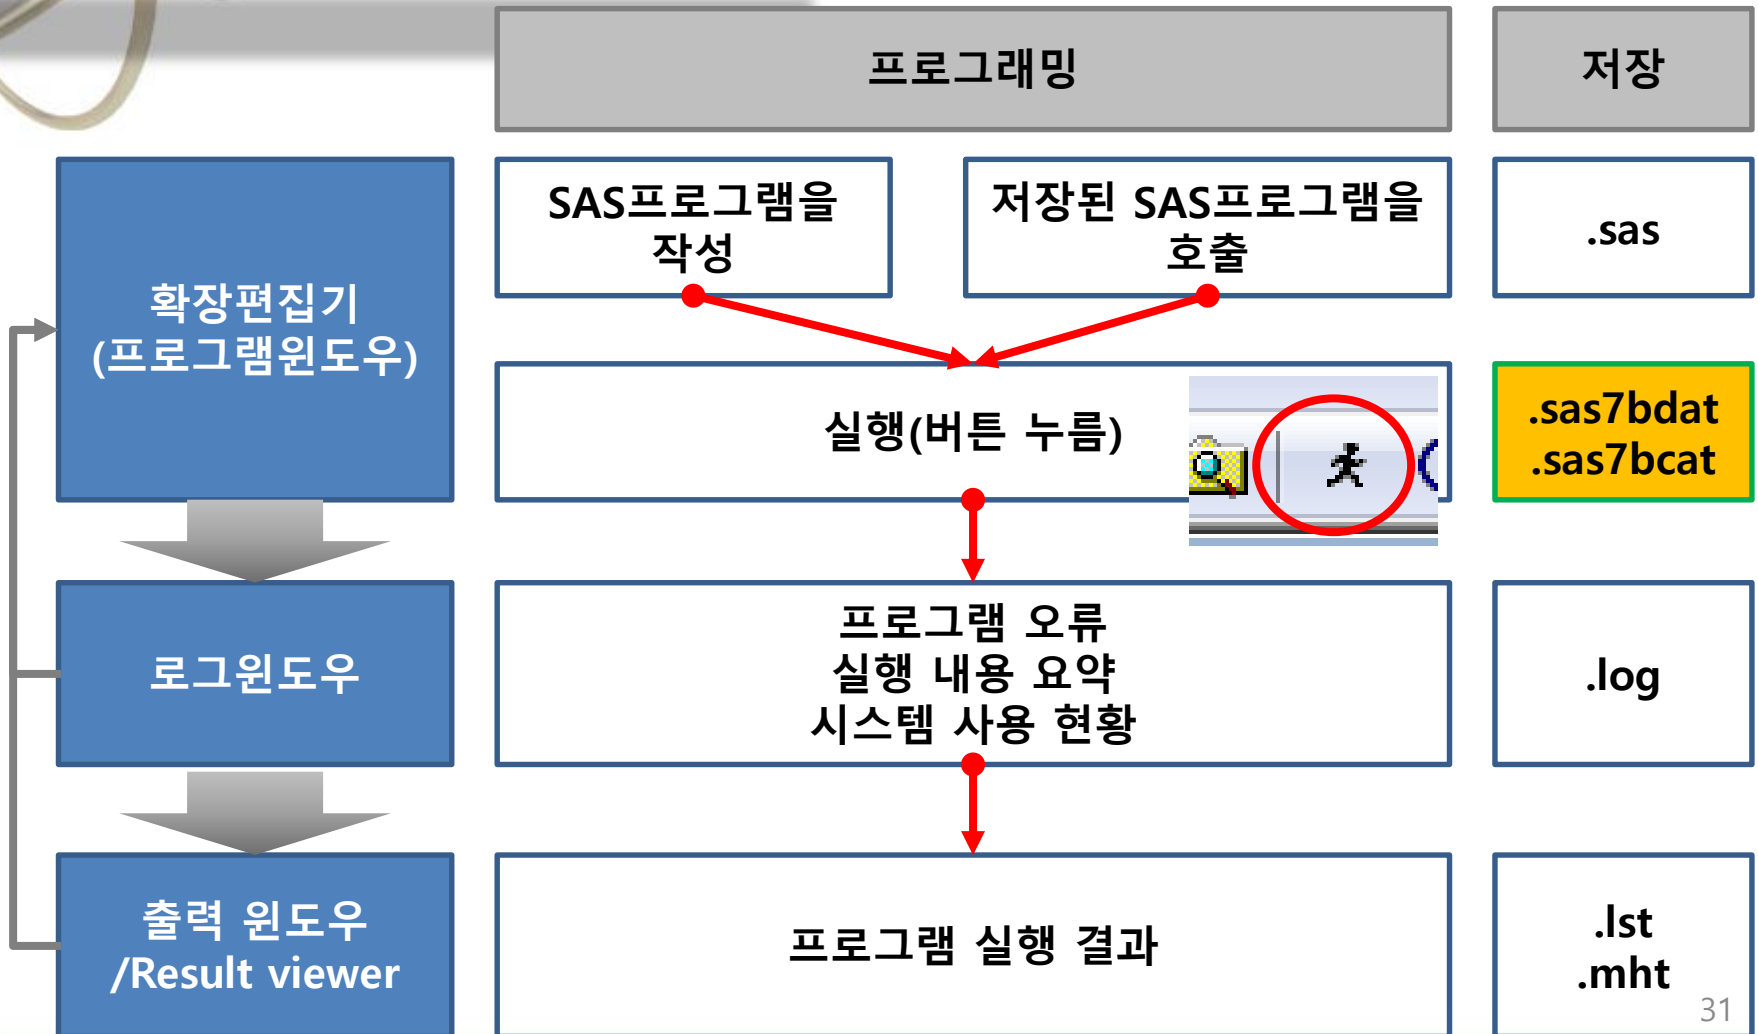 프로그래밍
저장
확장편집기
(프로그램윈도우)
SAS프로그램을
작성
저장된 SAS프로그램을
호출
.sas
실행(버튼 누름)
.sas7bdat
.sas7bcat
로그윈도우
프로그램 오류
실행 내용 요약
시스템 사용 현황
.log
출력 윈도우
/Result viewer
프로그램 실행 결과
.lst
.mht
31